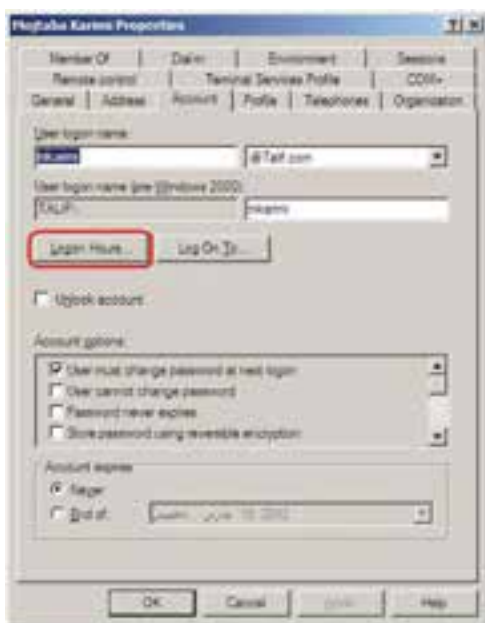 Mojtaba Karimi Properties
Member Of Dial-in Environment Sessions
Remote control Terminal Services Profile COM+
General Address Account Profile Telephones Organization
User logon name:
mkarimi @Talif.com
User logon name (pre-Windows 2000):
TALIF\ mkarimi
Logon Hours... Log On To...
Unlock account
Account options:
User must change password at next logon
User cannot change password
Password never expires
Store password using reversible encryption
Account expires
Never
End of:
OK Cancel Apply Help